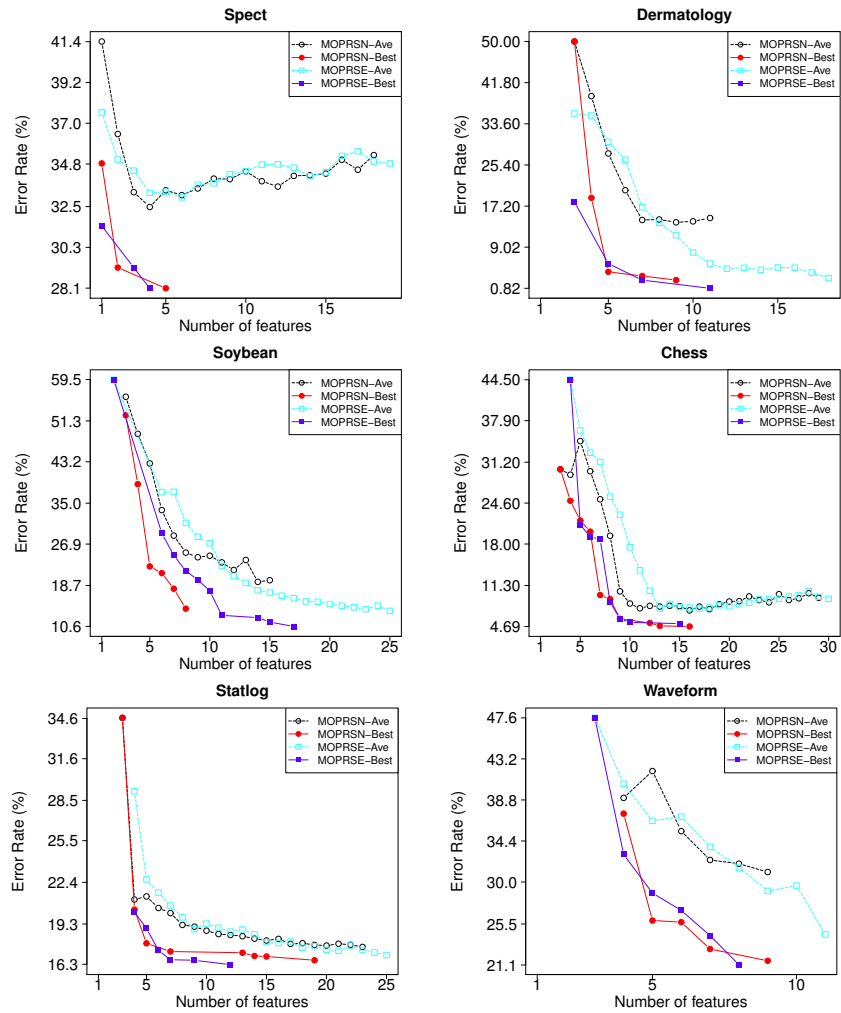 Spect
41.4
39.2
37.0
34.8
32.5
30.3
28.1
Error Rate (%)
MOPRSN−Ave
MOPRSN−Best
MOPRSE−Ave
MOPRSE−Best
1 5 10 15
Number of features
Dermatology
50.00
41.80
33.60
25.40
17.20
9.02
0.82
Error Rate (%)
MOPRSN−Ave
MOPRSN−Best
MOPRSE−Ave
MOPRSE−Best
1 5 10 15
Number of features
Soybean
59.5
51.3
43.2
35.0
26.9
18.7
10.6
Error Rate (%)
MOPRSN−Ave
MOPRSN−Best
MOPRSE−Ave
MOPRSE−Best
1 5 10 15 20 25
Number of features
Chess
44.50
37.90
31.20
24.60
18.00
11.30
4.69
Error Rate (%)
MOPRSN−Ave
MOPRSN−Best
MOPRSE−Ave
MOPRSE−Best
1 5 10 15 20 25 30
Number of features
Statlog
34.6
31.6
28.5
25.5
22.4
19.3
16.3
Error Rate (%)
MOPRSN−Ave
MOPRSN−Best
MOPRSE−Ave
MOPRSE−Best
1 5 10 15 20 25
Number of features
Waveform
47.6
43.2
38.8
34.4
30.0
25.5
21.1
Error Rate (%)
MOPRSN−Ave
MOPRSN−Best
MOPRSE−Ave
MOPRSE−Best
1 5 10
Number of features